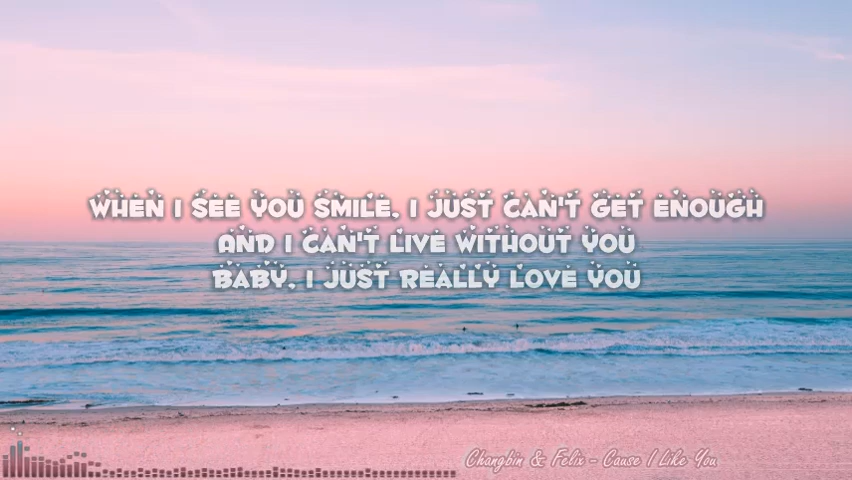 WHEN I SEE YOU SMILE, I JUST CAN'T GET ENOUGH
AND I CAN'T LIVE WITHOUT YOU
BABY, I JUST REALLY LOVE YOU
Changbin & Felix - Cause I Like You